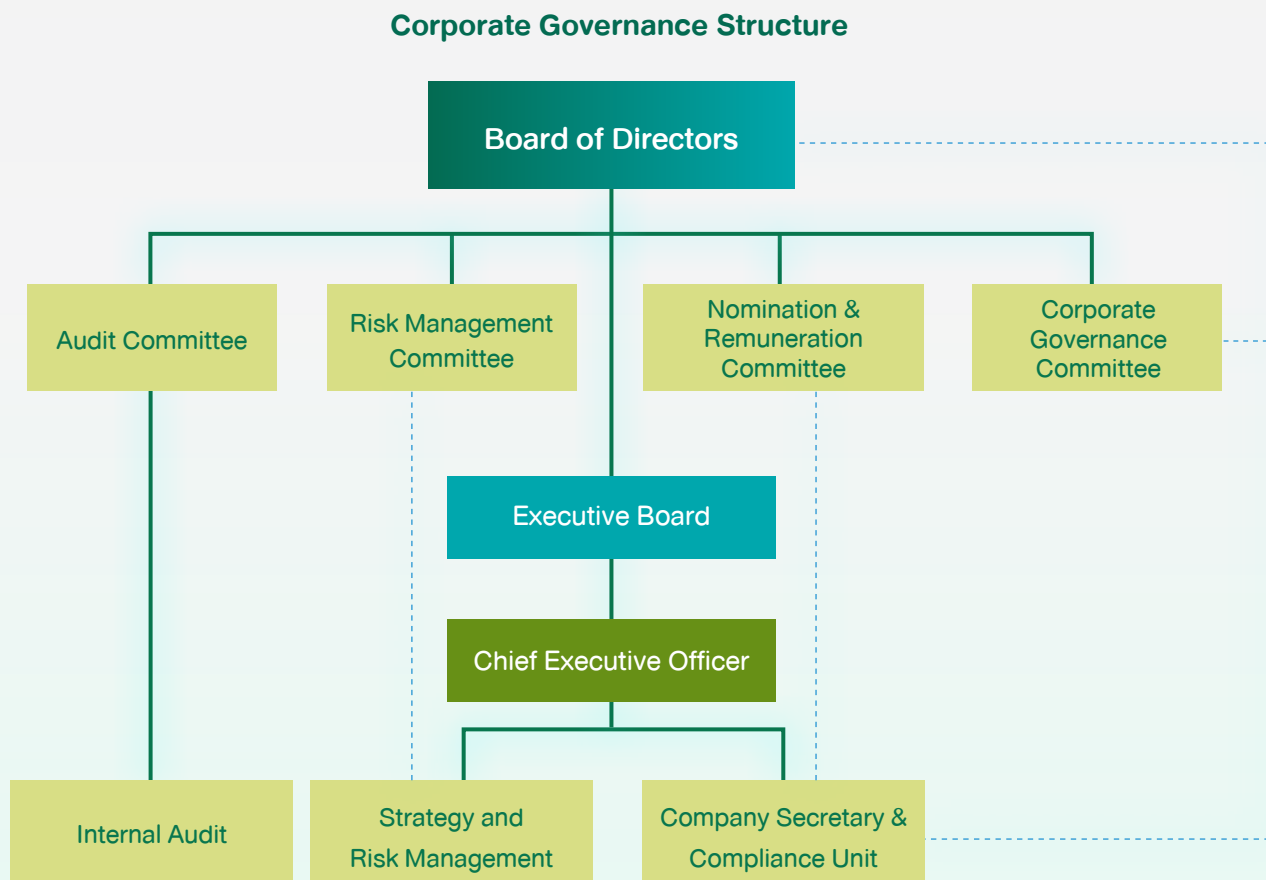 Corporate Governance Structure
Board of Directors
Audit Committee
Risk Management
Committee
Nomination &
Remuneration
Committee
Corporate
Governance
Committee
Executive Board
Chief Executive Officer
Internal Audit
Strategy and
Risk Management
Company Secretary &
Compliance Unit